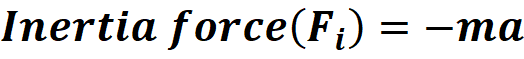 Inertia force(Fᵢ) = −ma